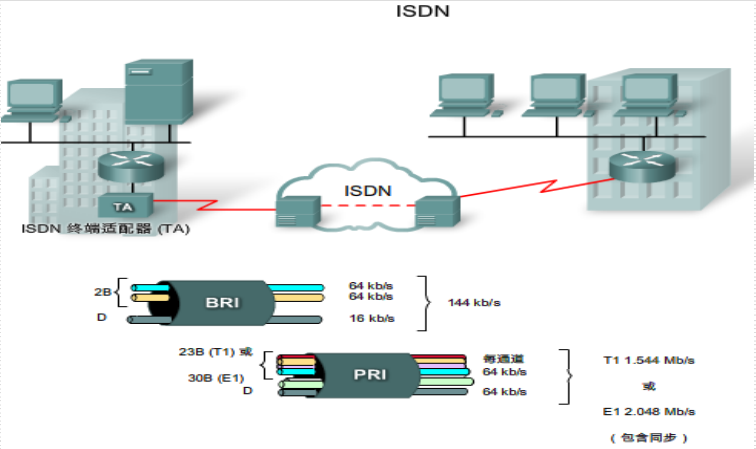 ISDN
ISDN
TA
ISDN 终端适配器 (TA)
2B
D
BRI
64 kb/s
64 kb/s
16 kb/s
144 kb/s
23B (T1) 或
30B (E1)
D
PRI
每通道
64 kb/s
64 kb/s
T1 1.544 Mb/s
或
E1 2.048 Mb/s
（包含同步）